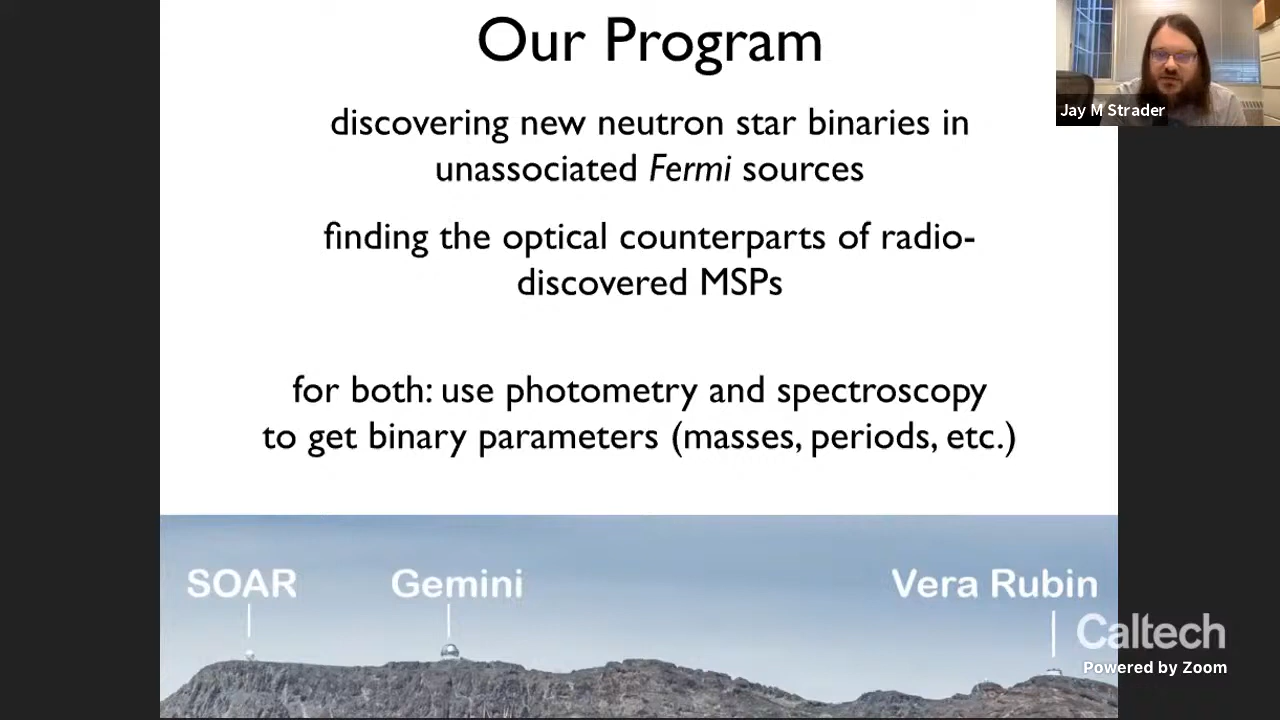 Our Program
Jay M Strader
discovering new neutron star binaries in
unassociated Fermi sources
finding the optical counterparts of radio-
discovered MSPs
for both: use photometry and spectroscopy
to get binary parameters (masses, periods, etc.)
SOAR
Gemini
Vera Rubin
Caltech
Powered by Zoom